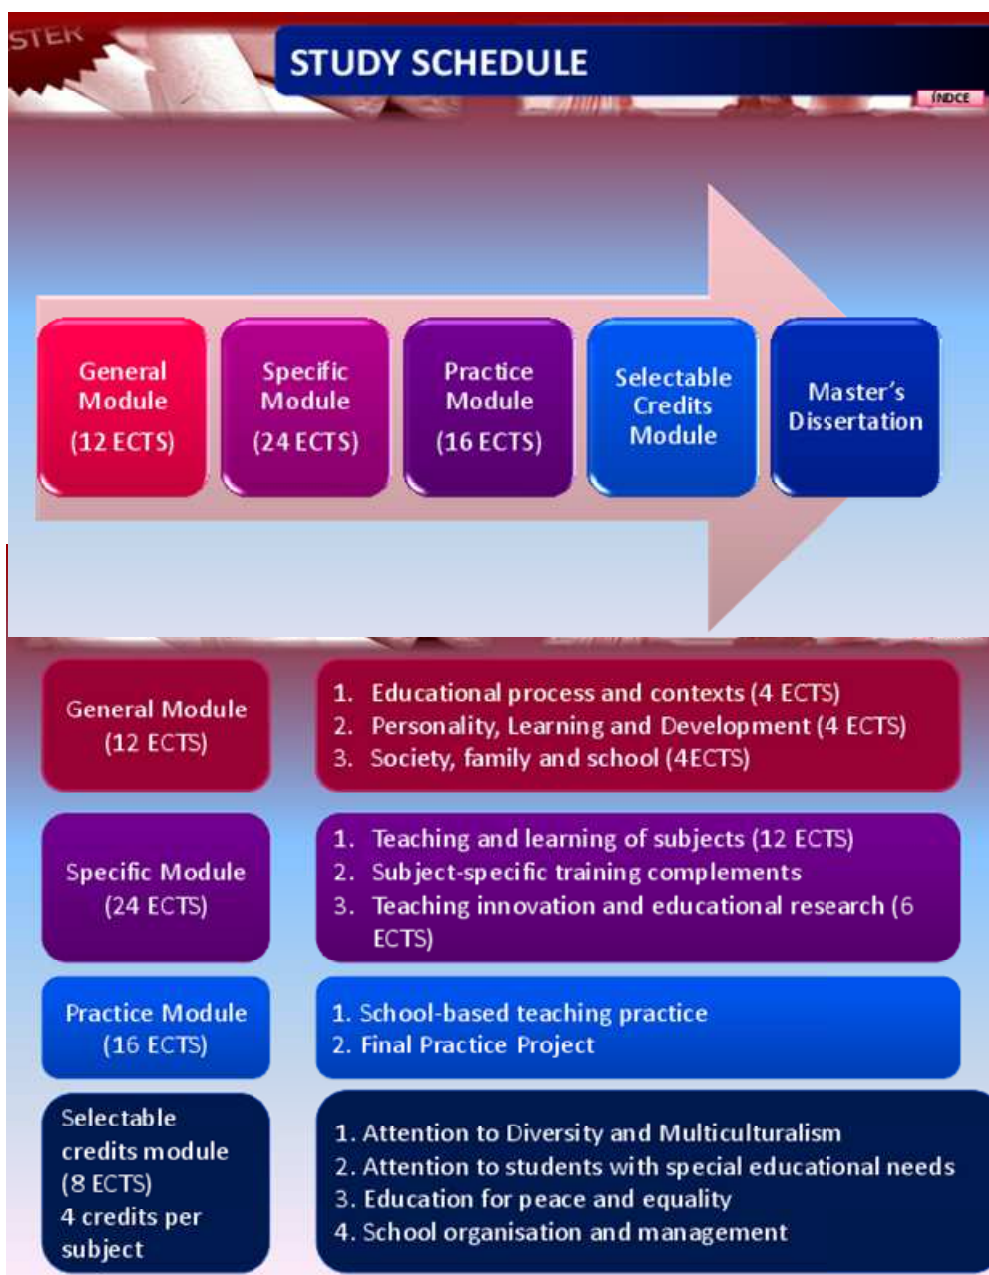 STER
STUDY SCHEDULE
ÍNDCE
General
Module
(12 ECTS)
Specific
Module
(24 ECTS)
Practice
Module
(16 ECTS)
Selectable
Credits
Module
Master's
Dissertation
General Module
(12 ECTS)
1. Educational process and contexts (4 ECTS)
2. Personality, Learning and Development (4 ECTS)
3. Society, family and school (4ECTS)
Specific Module
(24 ECTS)
1. Teaching and learning of subjects (12 ECTS)
2. Subject-specific training complements
3. Teaching innovation and educational research (6
ECTS)
Practice Module
(16 ECTS)
1. School-based teaching practice
2. Final Practice Project
Selectable
credits module
(8 ECTS)
4 credits per
subject
1. Attention to Diversity and Multiculturalism
2. Attention to students with special educational needs
3. Education for peace and equality
4. School organisation and management